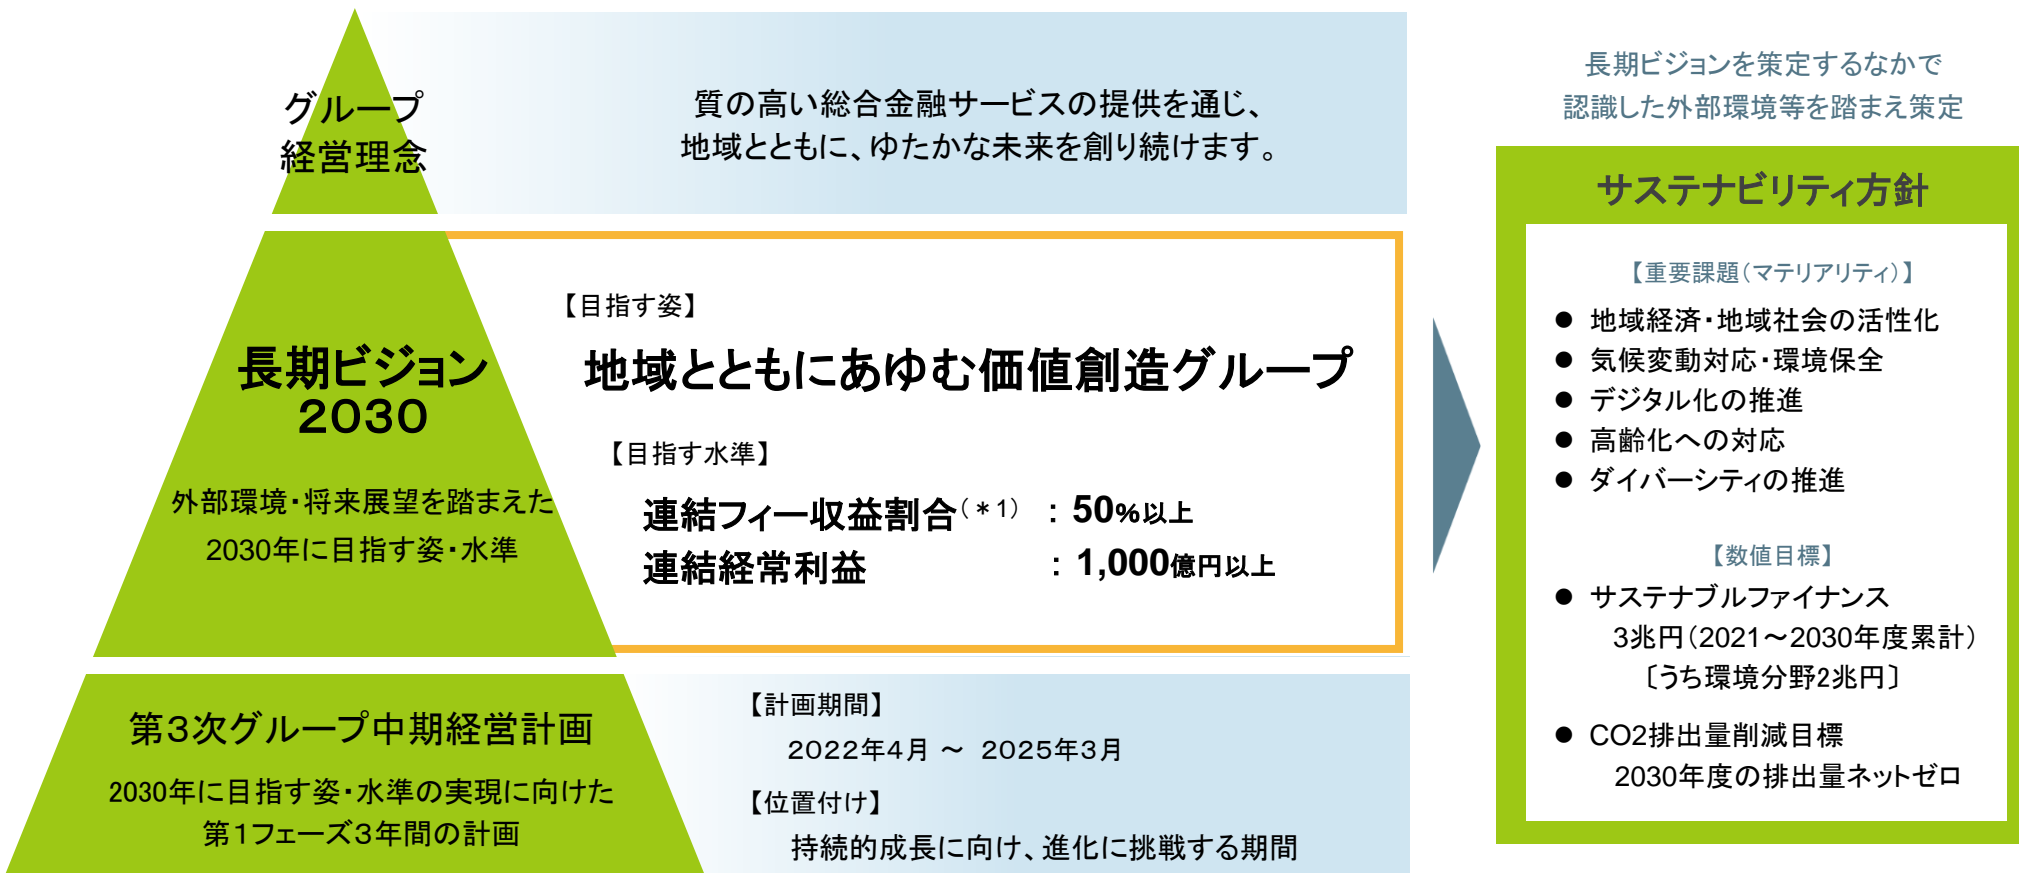 グループ
経営理念
質の高い総合金融サービスの提供を通じ、
地域とともに、ゆたかな未来を創り続けます。
長期ビジョン
2030
外部環境・将来展望を踏まえた
2030年に目指す姿・水準
【目指す姿】
地域とともにあゆむ価値創造グループ
【目指す水準】
連結フィー収益割合(＊1) : 50%以上
連結経常利益 : 1,000億円以上
第3次グループ中期経営計画
2030年に目指す姿・水準の実現に向けた
第1フェーズ3年間の計画
【計画期間】
2022年4月 ～ 2025年3月
【位置付け】
持続的成長に向け、進化に挑戦する期間
長期ビジョンを策定するなかで
認識した外部環境等を踏まえ策定
サステナビリティ方針
【重要課題(マテリアリティ)】
● 地域経済・地域社会の活性化
● 気候変動対応・環境保全
● デジタル化の推進
● 高齢化への対応
● ダイバーシティの推進
【数値目標】
● サステナブルファイナンス
3兆円(2021～2030年度累計)
〔うち環境分野2兆円〕
● CO2排出量削減目標
2030年度の排出量ネットゼロ